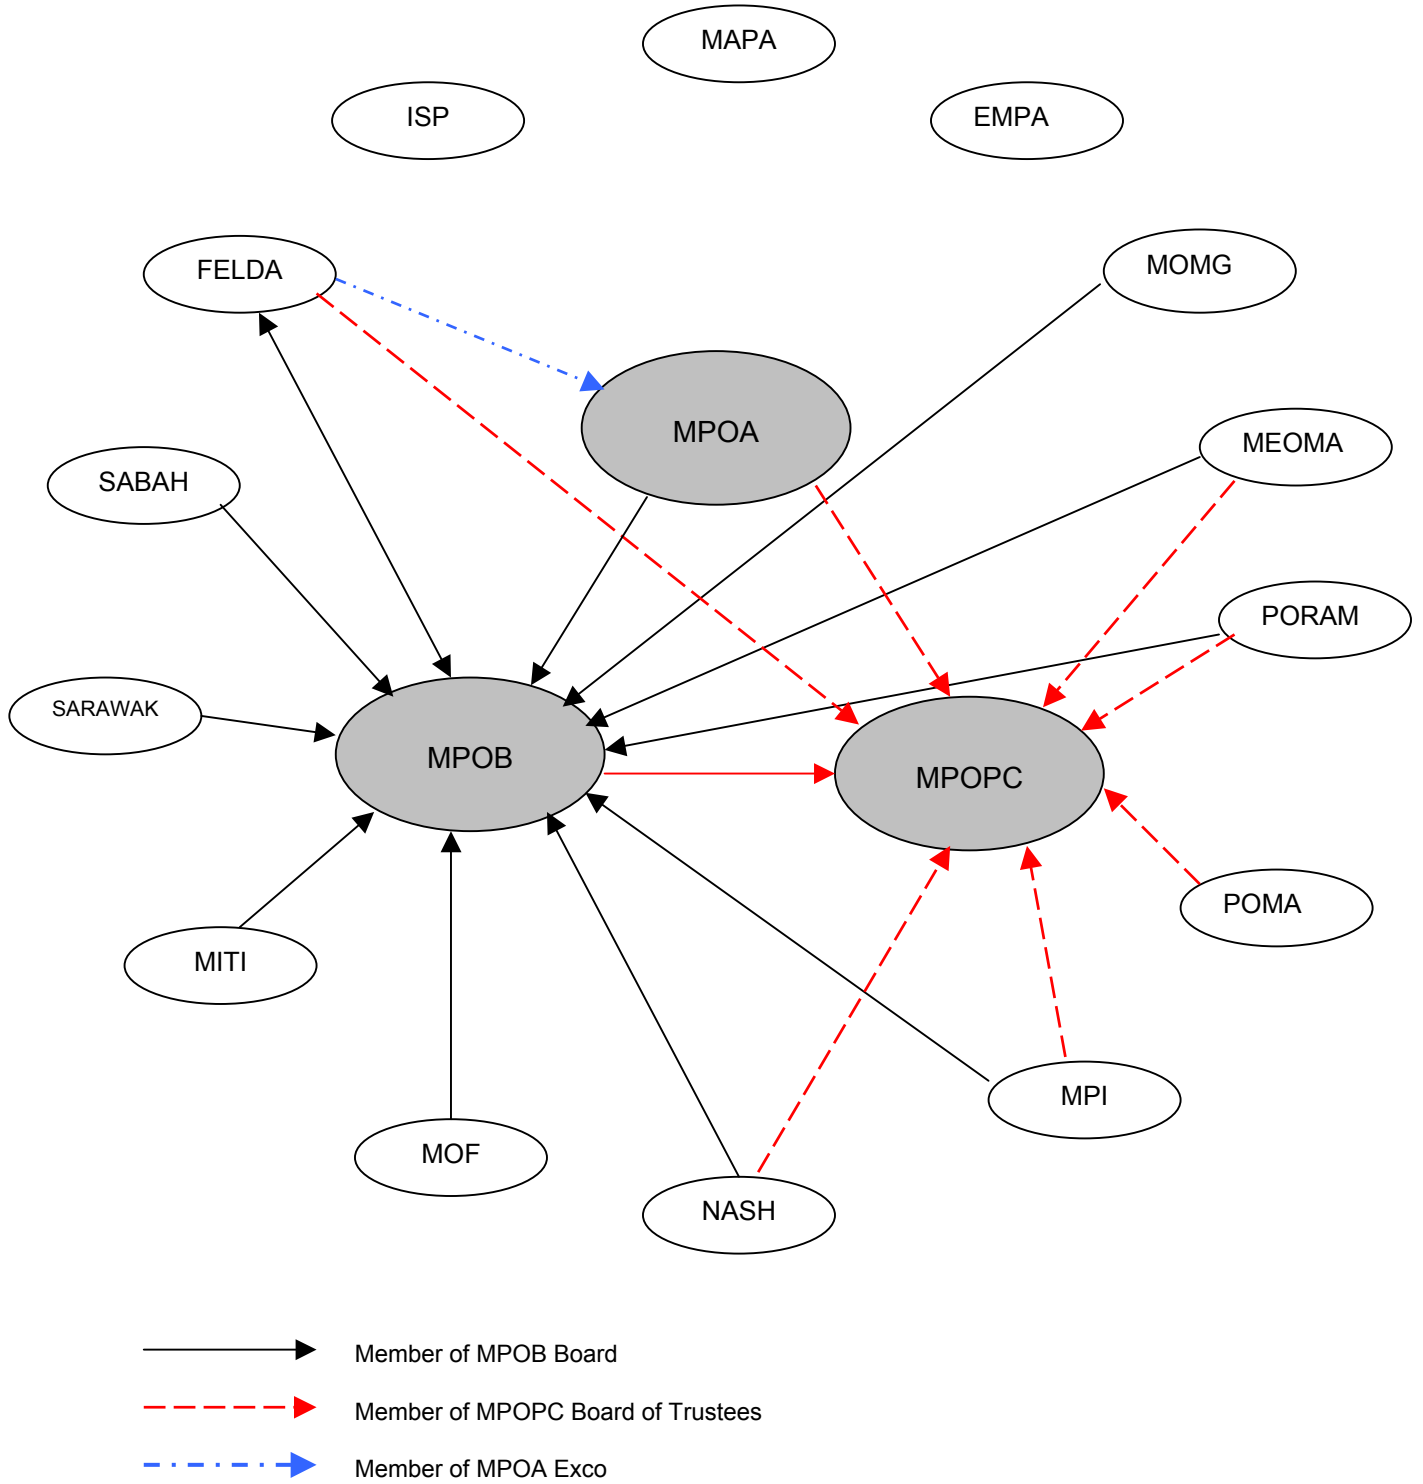 MAPA
ISP
EMPA
FELDA
MOMG
MPOA
MEOMA
SABAH
PORAM
SARAWAK
MPOB
MPOPC
POMA
MITI
MPI
MOF
NASH
Member of MPOB Board
Member of MPOPC Board of Trustees
Member of MPOA Exco